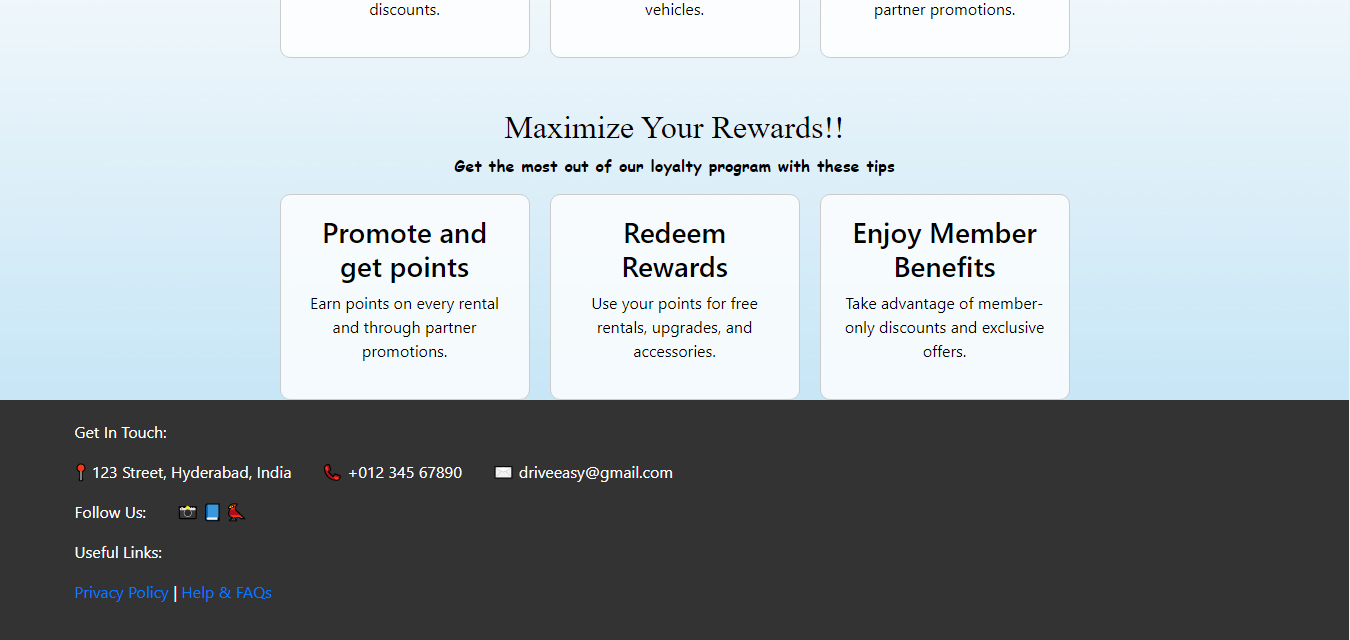 discounts.
vehicles.
partner promotions.
Maximize Your Rewards!!
Get the most out of our loyalty program with these tips
Promote and
get points
Earn points on every rental
and through partner
promotions.
Redeem
Rewards
Use your points for free
rentals, upgrades, and
accessories.
Enjoy Member
Benefits
Take advantage of member-
only discounts and exclusive
offers.
Get In Touch:
📍 123 Street, Hyderabad, India 📞 +012 345 67890 ✉️ driveeasy@gmail.com
Follow Us: 📷 📘 🐦
Useful Links:
Privacy Policy | Help & FAQs